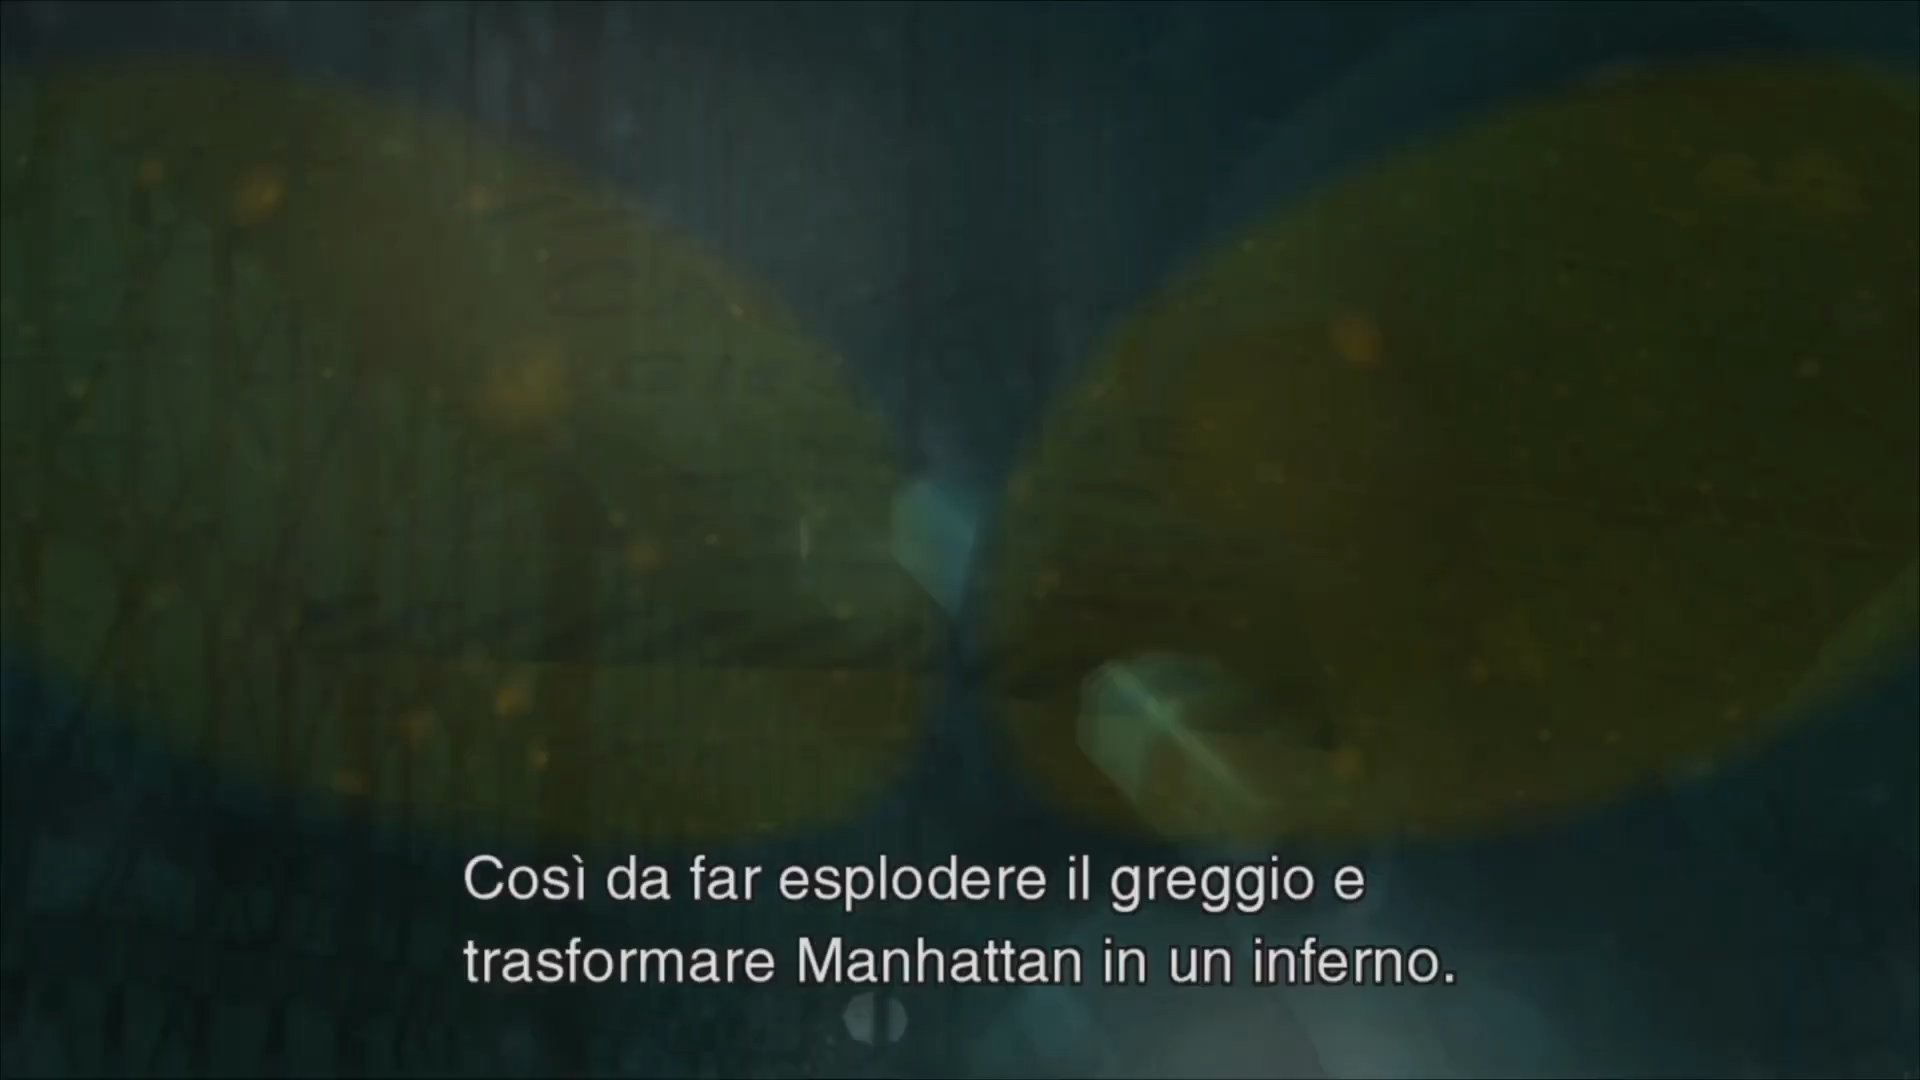 Così da far esplodere il greggio e
trasformare Manhattan in un inferno.